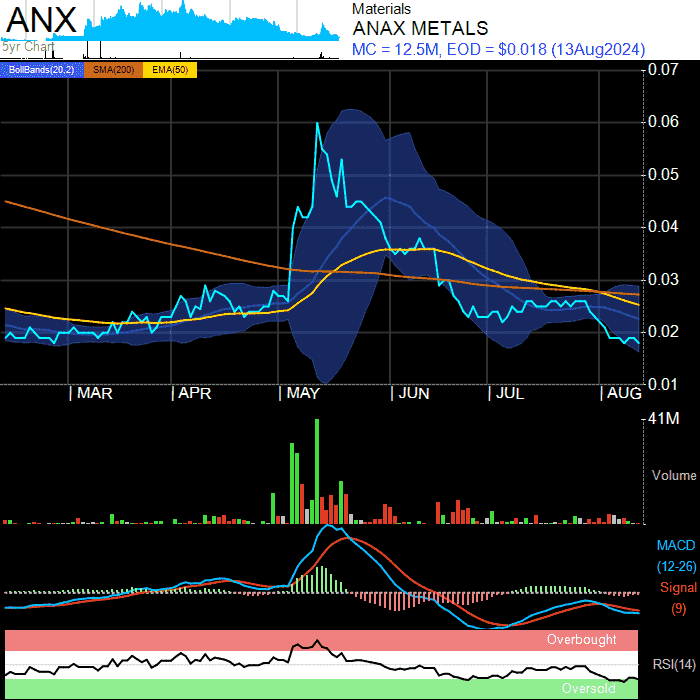 ANX
5yr Chart
Materials
ANAX METALS
MC = 12.5M, EOD = $0.018 (13Aug2024)
BollBands(20,2) SMA(200) EMA(50)
0.07
0.06
0.05
0.04
0.03
0.02
0.01
| MAR | APR | MAY | JUN | JUL | AUG
41M
Volume
MACD
(12-26)
Signal
(9)
Overbought
RSI(14)
Oversold